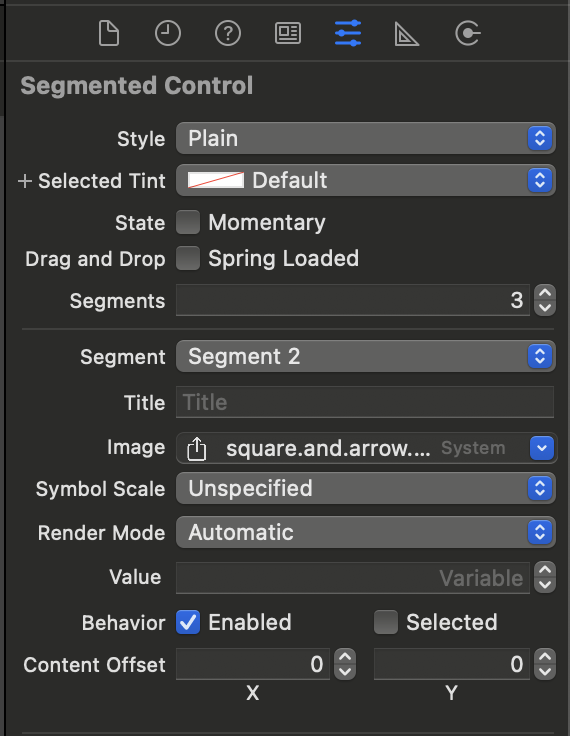 Segmented Control
Style Plain
+ Selected Tint Default
State Momentary
Drag and Drop Spring Loaded
Segments 3
Segment Segment 2
Title Title
Image square.and.arrow.... System
Symbol Scale Unspecified
Render Mode Automatic
Value Variable
Behavior Enabled Selected
Content Offset 0 0
X Y